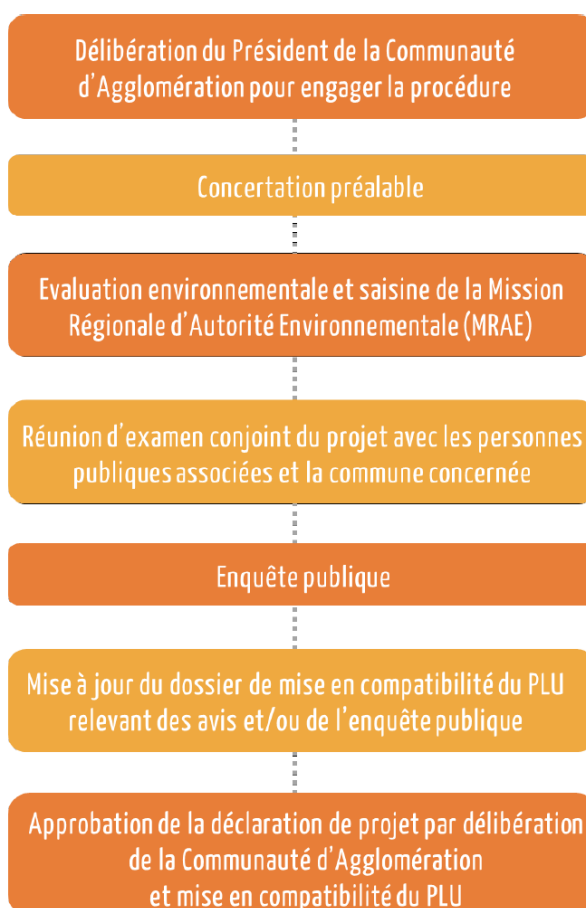 Délibération du Président de la Communauté
d'Agglomération pour engager la procédure
Concertation préalable
Evaluation environnementale et saisine de la Mission
Régionale d'Autorité Environnementale (MRAE)
Réunion d'examen conjoint du projet avec les personnes
publiques associées et la commune concernée
Enquête publique
Mise à jour du dossier de mise en compatibilité du PLU
relevant des avis et/ou de l'enquête publique
Approbation de la déclaration de projet par délibération
de la Communauté d'Agglomération
et mise en compatibilité du PLU